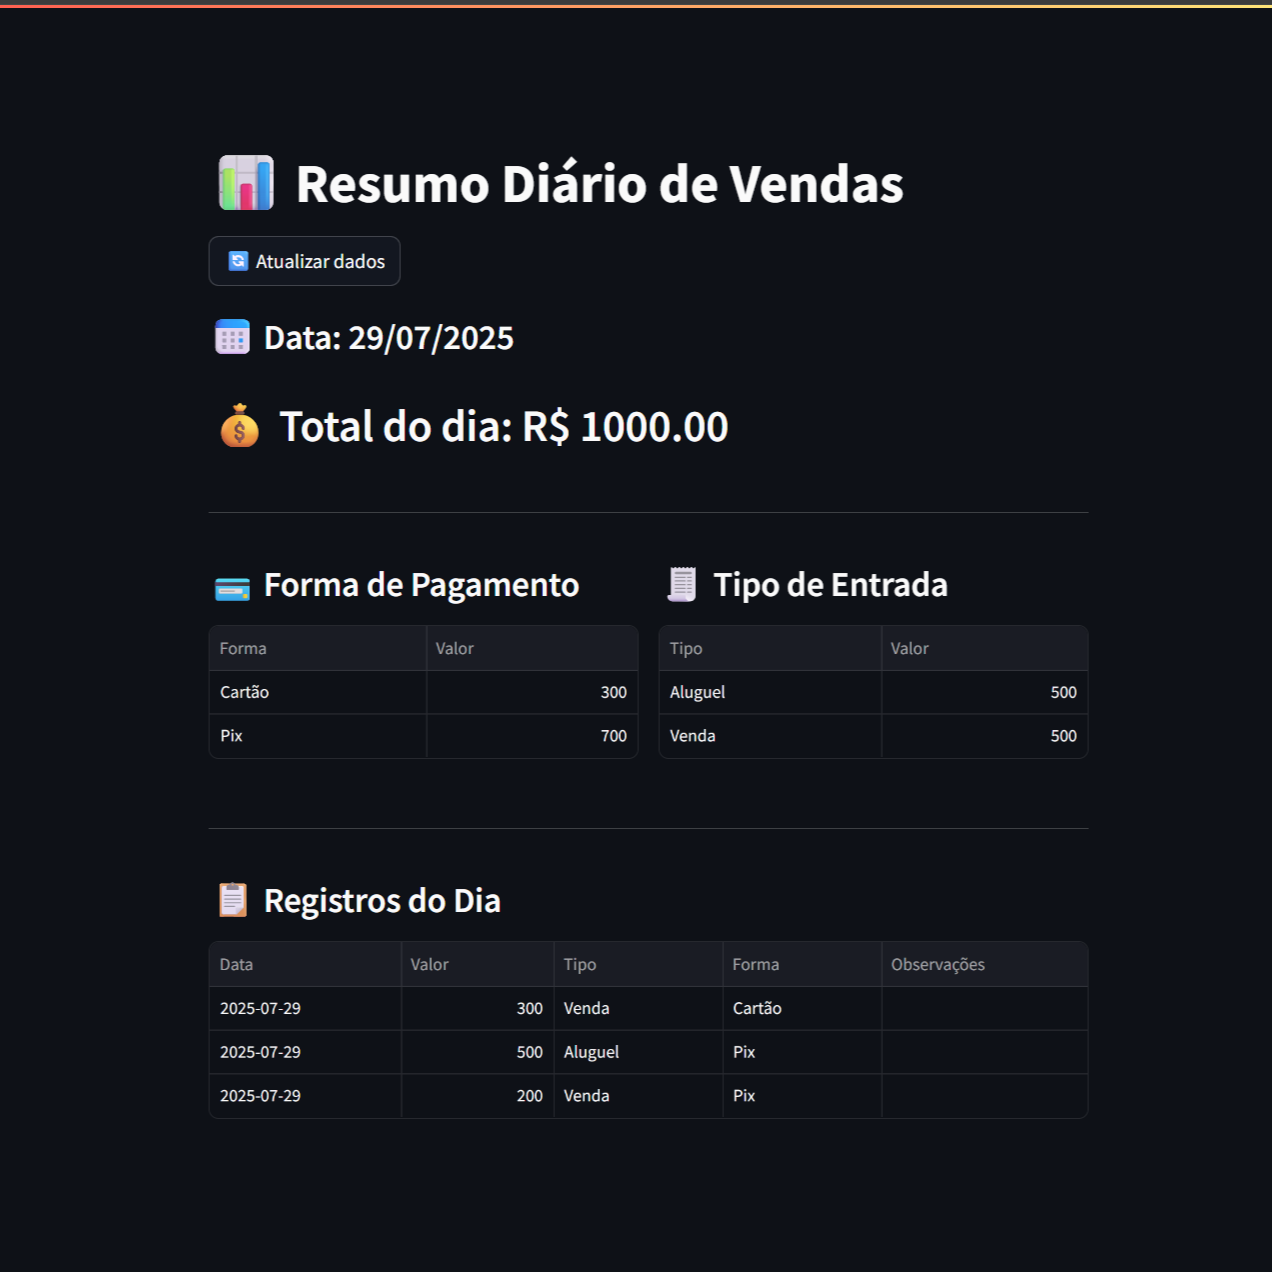 Resumo Diário de Vendas
Atualizar dados
Data: 29/07/2025
Total do dia: R$ 1000.00
Forma de Pagamento
Forma Valor
Cartão 300
Pix 700
Tipo de Entrada
Tipo Valor
Aluguel 500
Venda 500
Registros do Dia
Data Valor Tipo Forma Observações
2025-07-29 300 Venda Cartão
2025-07-29 500 Aluguel Pix
2025-07-29 200 Venda Pix